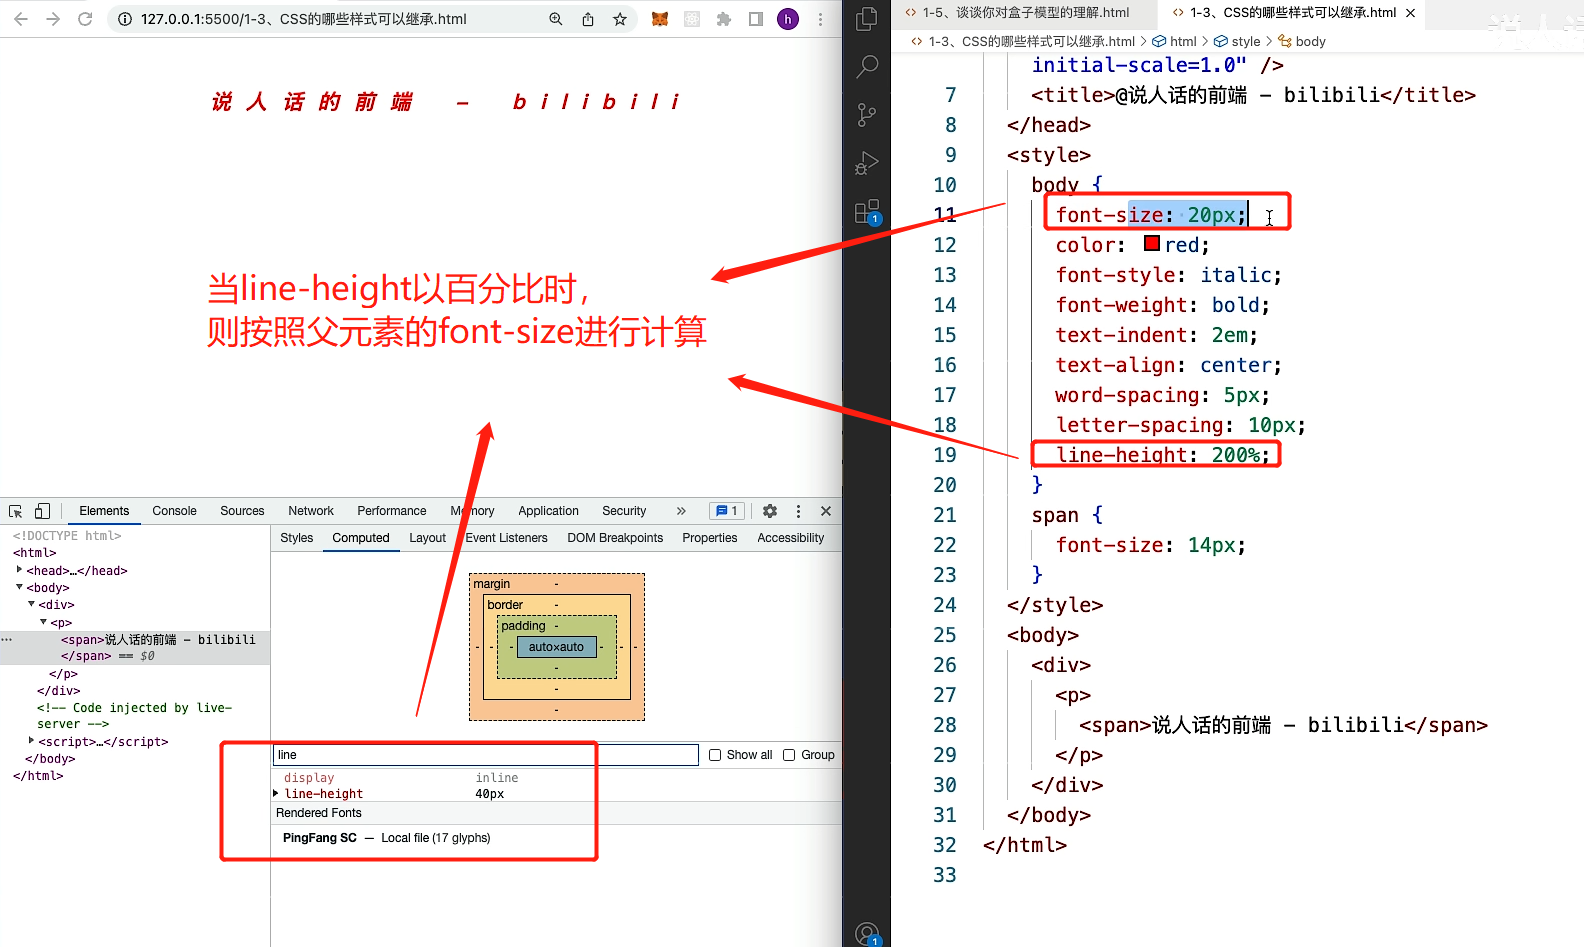 127.0.0.1:5500/1-3、CSS的哪些样式可以继承.html
h
说人话的前端 – bilibili
当line-height以百分比时，
则按照父元素的font-size进行计算
Elements Console Sources Network Performance Memory Application Security » 1
<!DOCTYPE html>
<html>
<head>…</head>
<body>
<div>
<p>
<span>说人话的前端 – bilibili
</span> == $0
</p>
</div>
<!-- Code injected by live-
server -->
<script>…</script>
</body>
</html>
Styles Computed Layout Event Listeners DOM Breakpoints Properties Accessibility
margin -
border -
padding -
- - - auto×auto - - -
-
-
-
line Show all Group
display inline
line-height 40px
Rendered Fonts
PingFang SC — Local file (17 glyphs)
1
1
<> 1-5、谈谈你对盒子模型的理解.html <> 1-3、CSS的哪些样式可以继承.html ×
<> 1-3、CSS的哪些样式可以继承.html > html > style > body
initial-scale=1.0" />
7 <title>@说人话的前端 – bilibili</title>
8 </head>
9 <style>
10 body {
11 font-size: 20px;
12 color: red;
13 font-style: italic;
14 font-weight: bold;
15 text-indent: 2em;
16 text-align: center;
17 word-spacing: 5px;
18 letter-spacing: 10px;
19 line-height: 200%;
20 }
21 span {
22 font-size: 14px;
23 }
24 </style>
25 <body>
26 <div>
27 <p>
28 <span>说人话的前端 – bilibili</span>
29 </p>
30 </div>
31 </body>
32 </html>
33